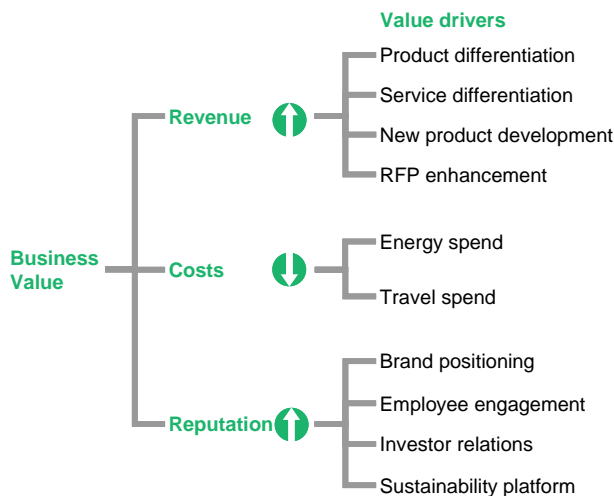 Value drivers
Product differentiation
Service differentiation
Revenue
New product development
RFP enhancement
Business
Value
Costs
Energy spend
Travel spend
Reputation
Brand positioning
Employee engagement
Investor relations
Sustainability platform